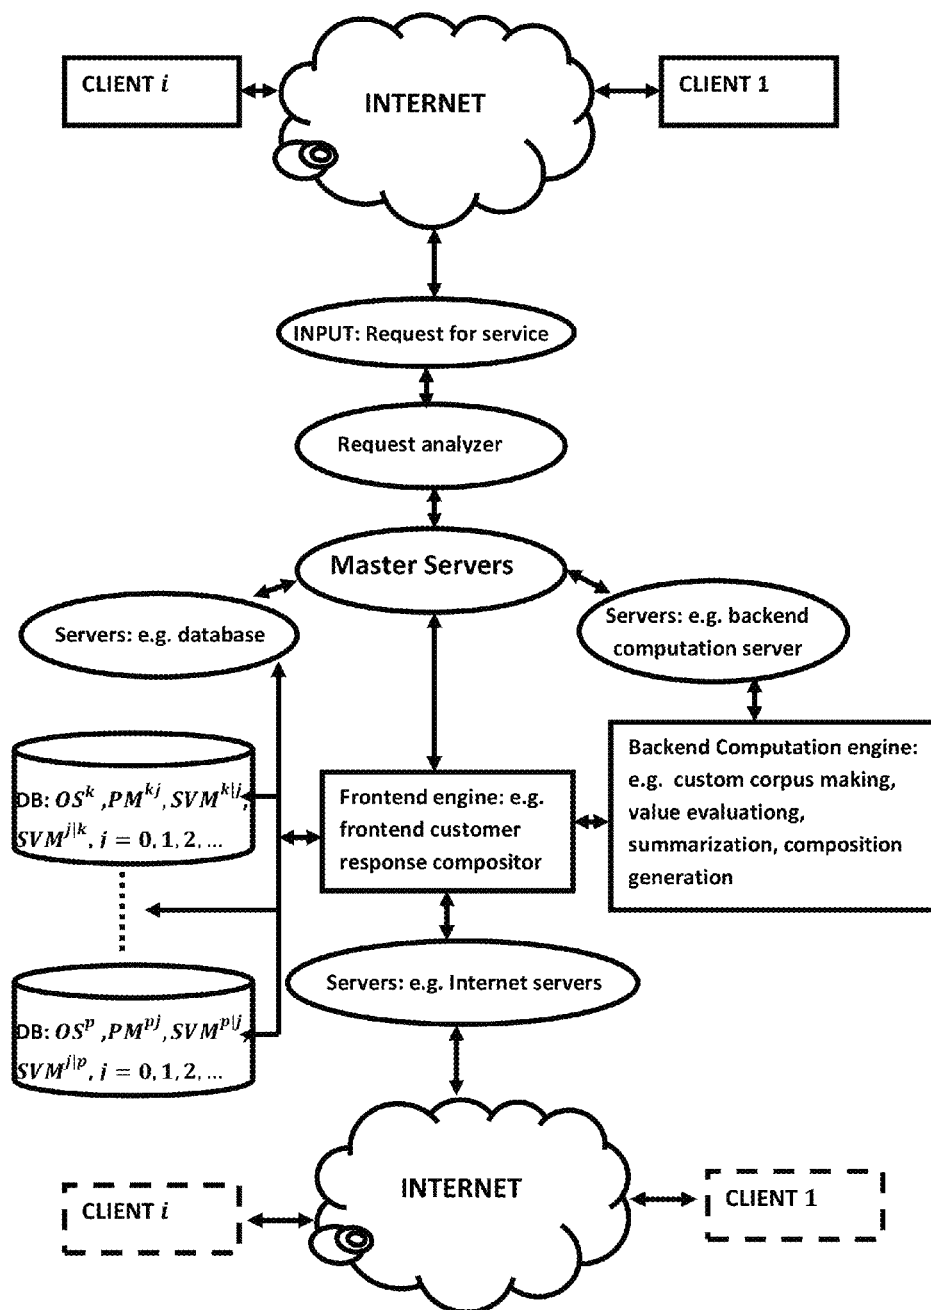 CLIENT i
INTERNET
CLIENT 1
INPUT: Request for service
Request analyzer
Master Servers
Servers: e.g. database
Servers: e.g. backend
computation server
DB: OS^k ,PM^{kj}, SVM^{k|j},
SVM^{j|k}, j = 0, 1, 2, ...
Frontend engine: e.g.
frontend customer
response compositor
Backend Computation engine:
e.g. custom corpus making,
value evaluationg,
summarization, composition
generation
Servers: e.g. Internet servers
DB: OS^p ,PM^{pj}, SVM^{p|j},
SVM^{j|p}, j = 0, 1, 2, ...
CLIENT i
INTERNET
CLIENT 1